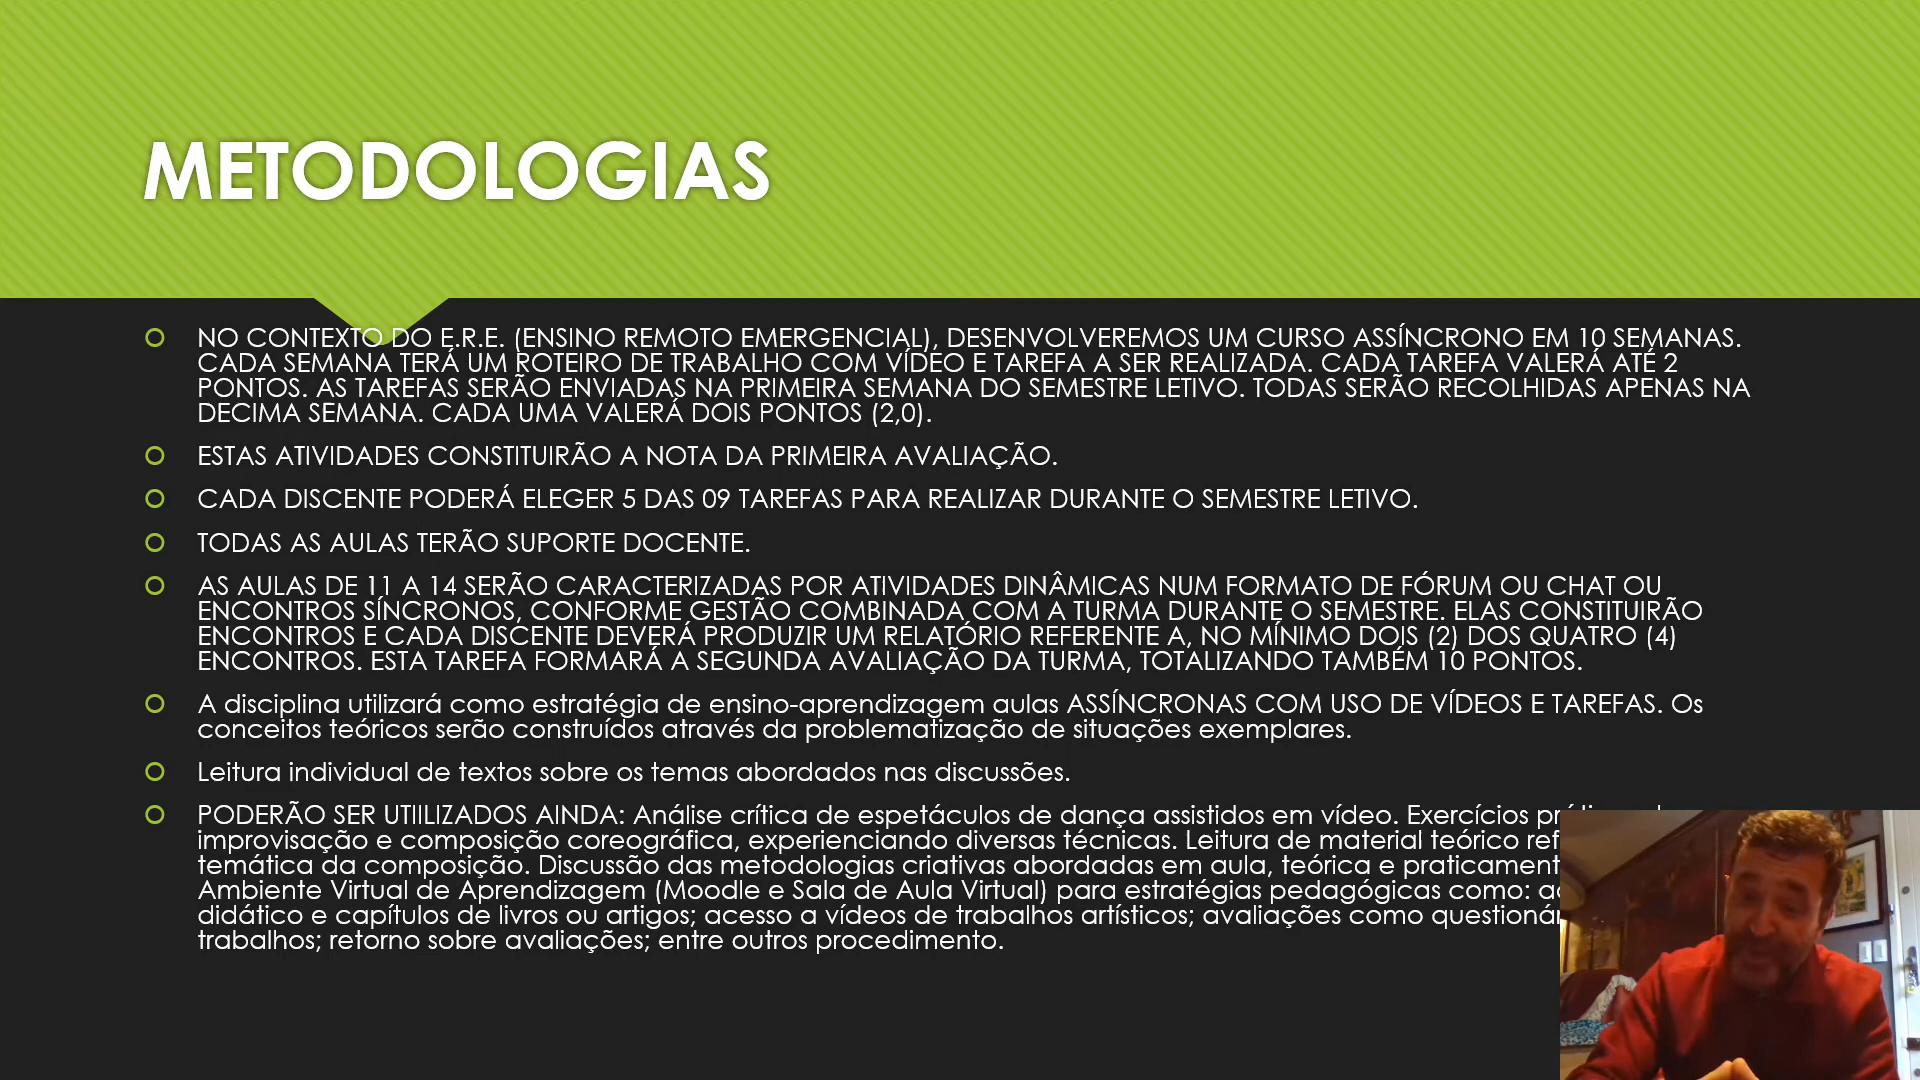 METODOLOGIAS
NO CONTEXTO DO E.R.E. (ENSINO REMOTO EMERGENCIAL), DESENVOLVEREMOS UM CURSO ASSÍNCRONO EM 10 SEMANAS.
CADA SEMANA TERÁ UM ROTEIRO DE TRABALHO COM VÍDEO E TAREFA A SER REALIZADA. CADA TAREFA VALERÁ ATÉ 2
PONTOS. AS TAREFAS SERÃO ENVIADAS NA PRIMEIRA SEMANA DO SEMESTRE LETIVO. TODAS SERÃO RECOLHIDAS APENAS NA
DECIMA SEMANA. CADA UMA VALERÁ DOIS PONTOS (2,0).
ESTAS ATIVIDADES CONSTITUIRÃO A NOTA DA PRIMEIRA AVALIAÇÃO.
CADA DISCENTE PODERÁ ELEGER 5 DAS 09 TAREFAS PARA REALIZAR DURANTE O SEMESTRE LETIVO.
TODAS AS AULAS TERÃO SUPORTE DOCENTE.
AS AULAS DE 11 A 14 SERÃO CARACTERIZADAS POR ATIVIDADES DINÂMICAS NUM FORMATO DE FÓRUM OU CHAT OU
ENCONTROS SÍNCRONOS, CONFORME GESTÃO COMBINADA COM A TURMA DURANTE O SEMESTRE. ELAS CONSTITUIRÃO
ENCONTROS E CADA DISCENTE DEVERÁ PRODUZIR UM RELATÓRIO REFERENTE A, NO MÍNIMO DOIS (2) DOS QUATRO (4)
ENCONTROS. ESTA TAREFA FORMARÁ A SEGUNDA AVALIAÇÃO DA TURMA, TOTALIZANDO TAMBÉM 10 PONTOS.
A disciplina utilizará como estratégia de ensino-aprendizagem aulas ASSÍNCRONAS COM USO DE VÍDEOS E TAREFAS. Os
conceitos teóricos serão construídos através da problematização de situações exemplares.
Leitura individual de textos sobre os temas abordados nas discussões.
PODERÃO SER UTIILIZADOS AINDA: Análise crítica de espetáculos de dança assistidos em vídeo. Exercícios
improvisação e composição coreográfica, experienciando diversas técnicas. Leitura de material teórico
temática da composição. Discussão das metodologias criativas abordadas em aula, teórica e
Ambiente Virtual de Aprendizagem (Moodle e Sala de Aula Virtual) para estratégias pedagógicas como:
didático e capítulos de livros ou artigos; acesso a vídeos de trabalhos artísticos; avaliações como
trabalhos; retorno sobre avaliações; entre outros procedimento.